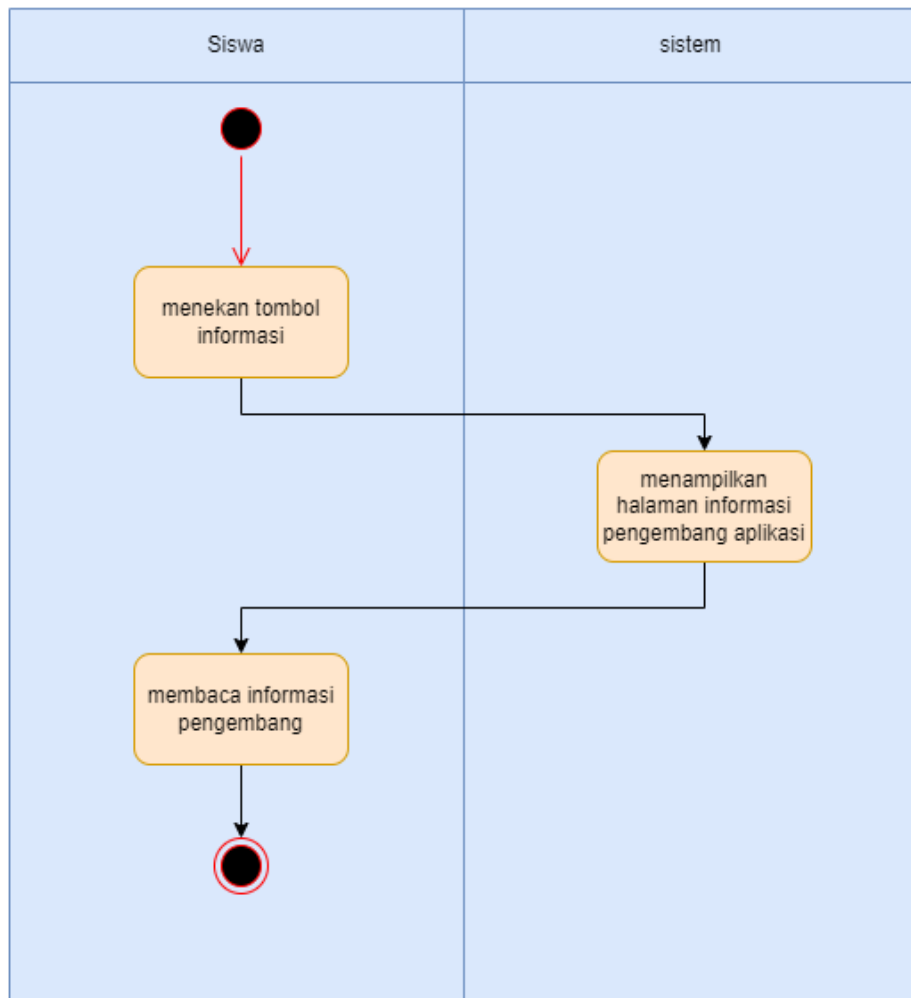 Siswa
sistem
menekan tombol
informasi
menampilkan
halaman informasi
pengembang aplikasi
membaca informasi
pengembang